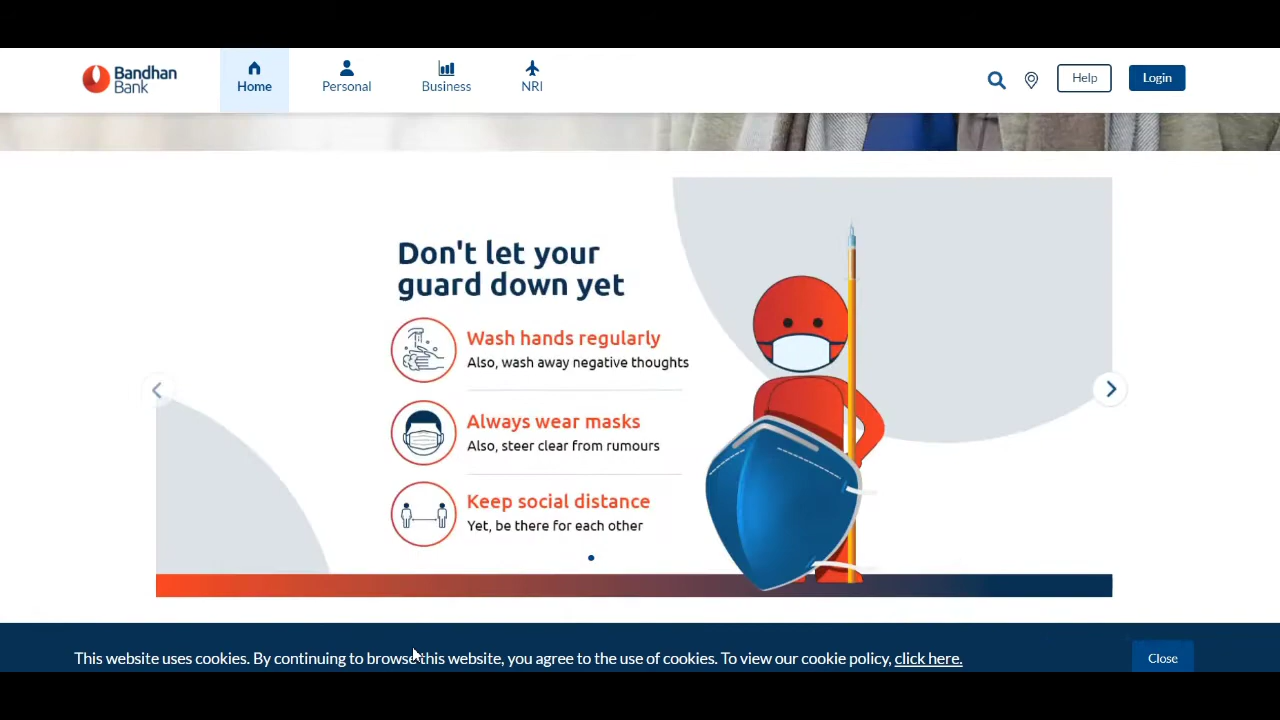 Bandhan
Bank
Home
Personal
Business
NRI
Help
Login
Don't let your
guard down yet
Wash hands regularly
Also, wash away negative thoughts
Always wear masks
Also, steer clear from rumours
Keep social distance
Yet, be there for each other
This website uses cookies. By continuing to browse this website, you agree to the use of cookies. To view our cookie policy, click here.
Close